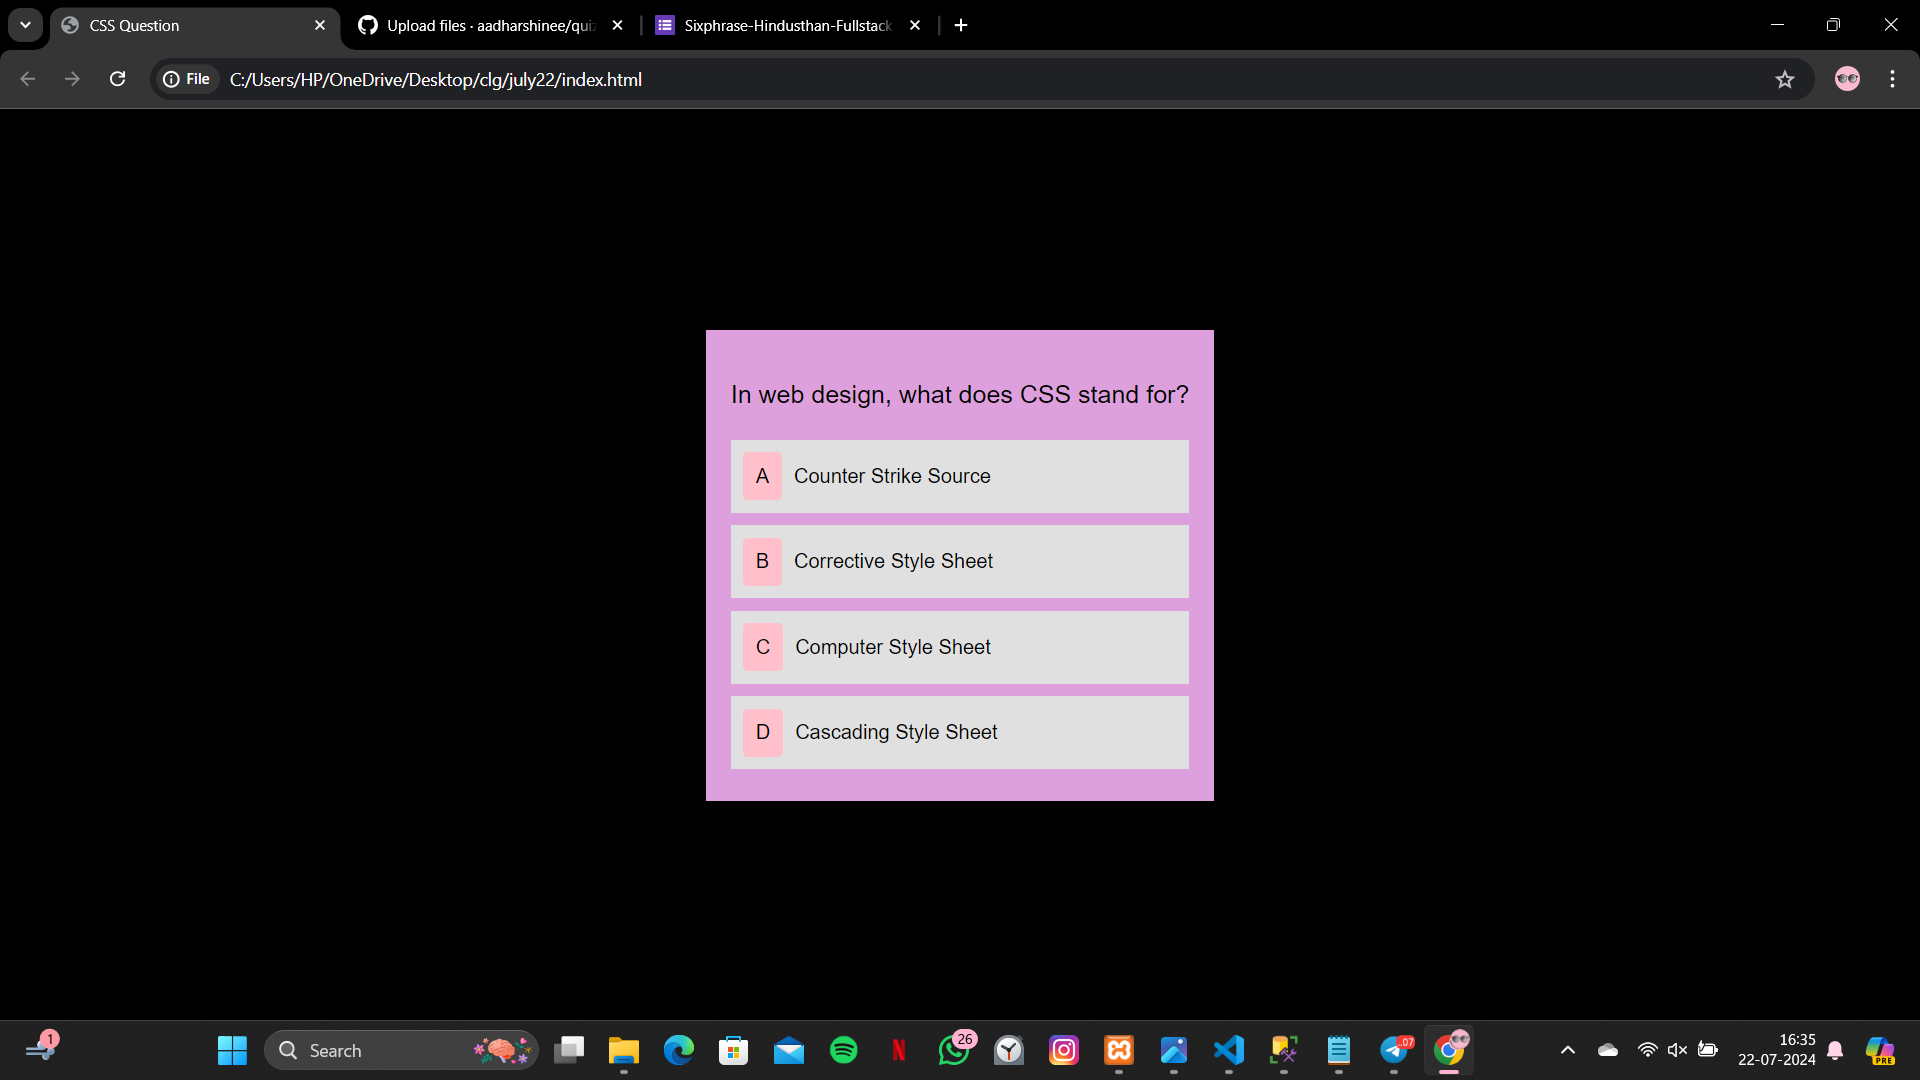 CSS Question
Upload files · aadharshinee/quiz
Sixphrase-Hindusthan-Fullstack
File
C:/Users/HP/OneDrive/Desktop/clg/july22/index.html
In web design, what does CSS stand for?
A Counter Strike Source
B Corrective Style Sheet
C Computer Style Sheet
D Cascading Style Sheet
1
Search
26
.07
16:35
22-07-2024
PRE